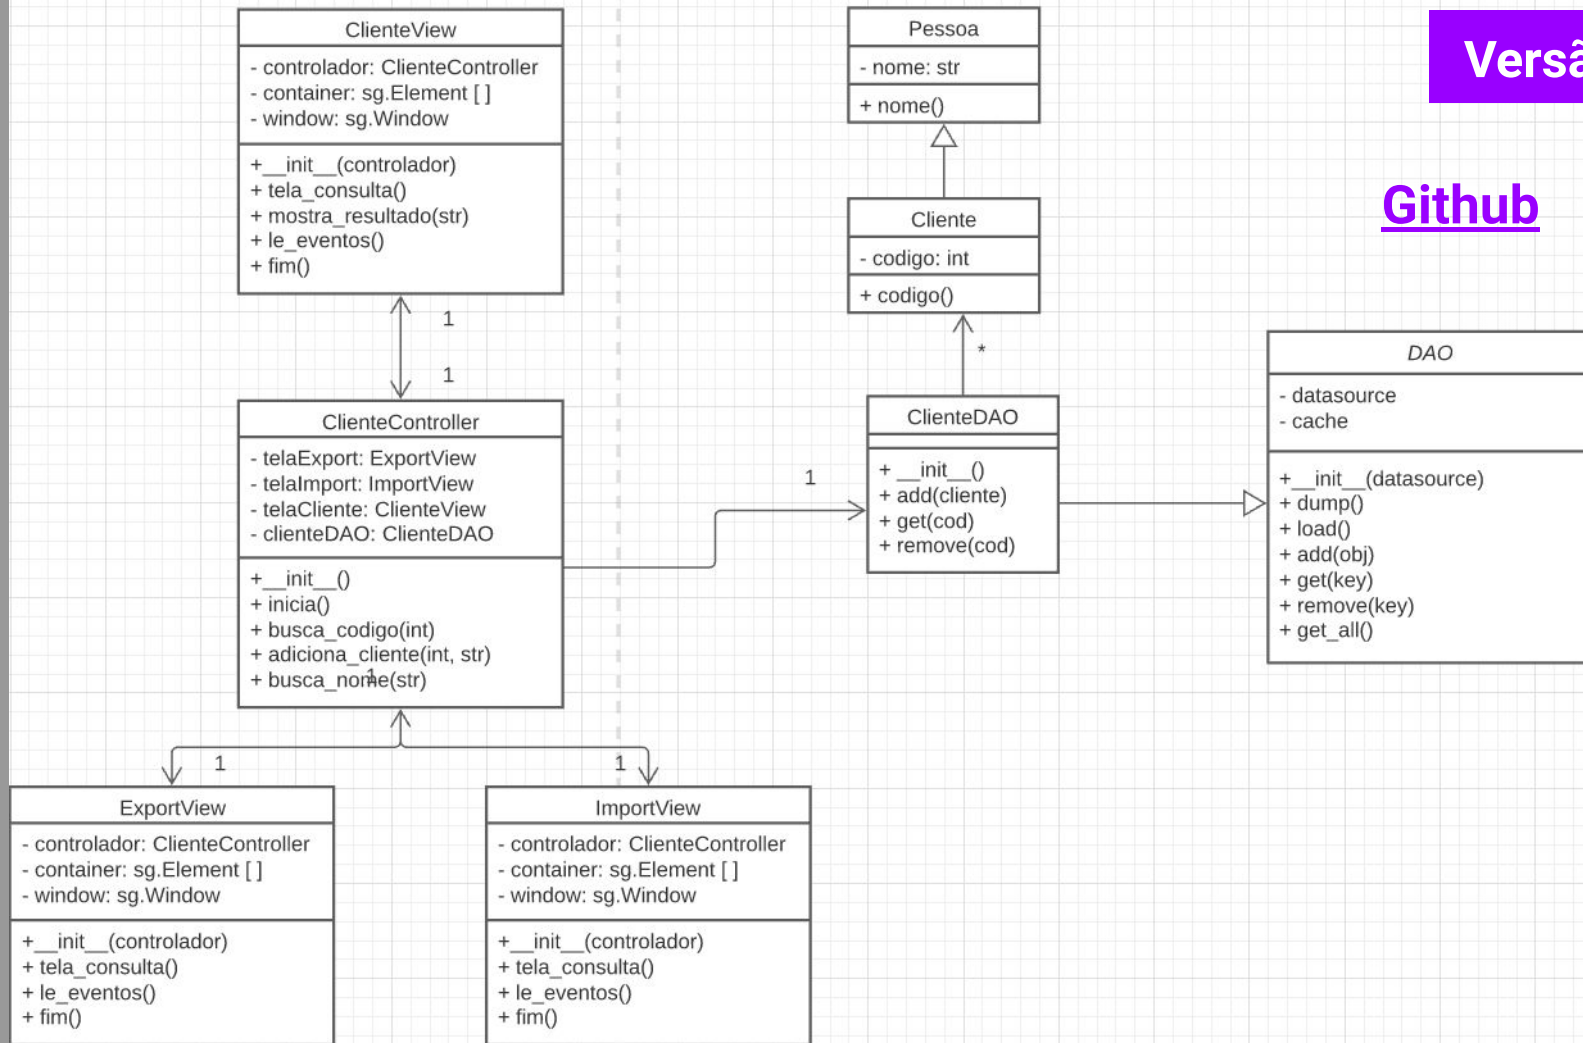 ClienteView
- controlador: ClienteController
- container: sg.Element [ ]
- window: sg.Window
+__init__(controlador)
+ tela_consulta()
+ mostra_resultado(str)
+ le_eventos()
+ fim()
1
1
ClienteController
- telaExport: ExportView
- telaImport: ImportView
- telaCliente: ClienteView
- clienteDAO: ClienteDAO
+__init__()
+ inicia()
+ busca_codigo(int)
+ adiciona_cliente(int, str)
+ busca_nome(str)
1
1
1
ExportView
- controlador: ClienteController
- container: sg.Element [ ]
- window: sg.Window
+__init__(controlador)
+ tela_consulta()
+ le_eventos()
+ fim()
ImportView
- controlador: ClienteController
- container: sg.Element [ ]
- window: sg.Window
+__init__(controlador)
+ tela_consulta()
+ le_eventos()
+ fim()
Pessoa
- nome: str
+ nome()
Cliente
- codigo: int
+ codigo()
*
1
ClienteDAO
+ __init__()
+ add(cliente)
+ get(cod)
+ remove(cod)
DAO
- datasource
- cache
+__init__(datasource)
+ dump()
+ load()
+ add(obj)
+ get(key)
+ remove(key)
+ get_all()
Versã
Github